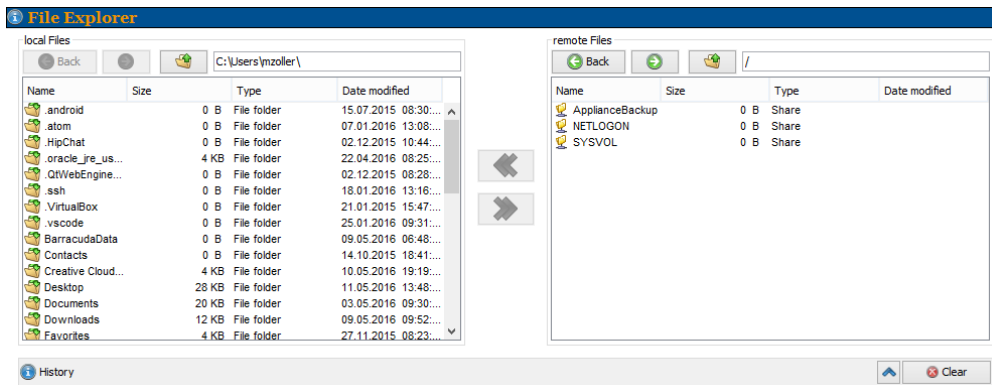 File Explorer
local Files
Back
C:\Users\mzoller\
Name Size Type Date modified
.android 0 B File folder 15.07.2015 08:30:...
.atom 0 B File folder 07.01.2016 13:08:...
.HipChat 0 B File folder 02.12.2015 10:44:...
.oracle_jre_us... 4 KB File folder 22.04.2016 08:25:...
.QtWebEngine... 0 B File folder 02.12.2015 08:28:...
.ssh 0 B File folder 18.01.2016 13:16:...
.VirtualBox 0 B File folder 21.01.2015 15:47:...
.vscode 0 B File folder 25.01.2016 09:31:...
BarracudaData 0 B File folder 09.05.2016 06:48:...
Contacts 0 B File folder 14.10.2015 18:41:...
Creative Cloud... 4 KB File folder 10.05.2016 19:19:...
Desktop 28 KB File folder 11.05.2016 13:48:...
Documents 20 KB File folder 03.05.2016 09:30:...
Downloads 12 KB File folder 09.05.2016 09:52:...
Favorites 4 KB File folder 27.11.2015 08:23:...
remote Files
Back
/
Name Size Type Date modified
ApplianceBackup 0 B Share
NETLOGON 0 B Share
SYSVOL 0 B Share
History
Clear